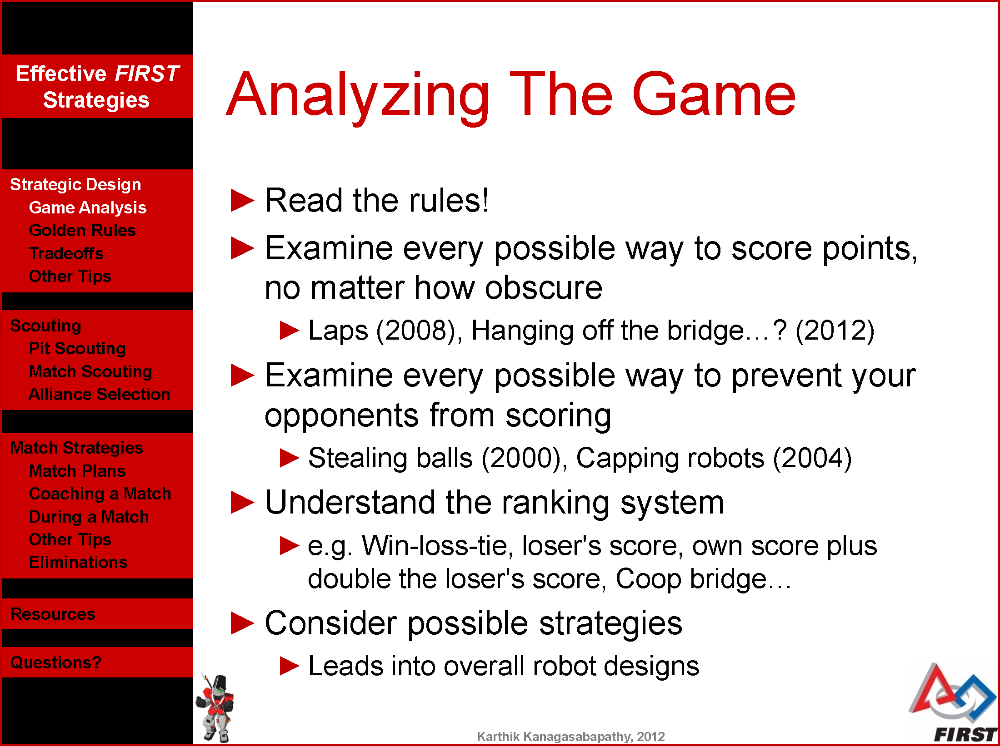 Effective FIRST
Strategies
Strategic Design
Game Analysis
Golden Rules
Tradeoffs
Other Tips
Scouting
Pit Scouting
Match Scouting
Alliance Selection
Match Strategies
Match Plans
Coaching a Match
During a Match
Other Tips
Eliminations
Resources
Questions?
Analyzing The Game
► Read the rules!
► Examine every possible way to score points,
no matter how obscure
► Laps (2008), Hanging off the bridge…? (2012)
► Examine every possible way to prevent your
opponents from scoring
► Stealing balls (2000), Capping robots (2004)
► Understand the ranking system
► e.g. Win-loss-tie, loser's score, own score plus
double the loser's score, Coop bridge…
► Consider possible strategies
► Leads into overall robot designs
Karthik Kanagasabapathy, 2012
FIRST